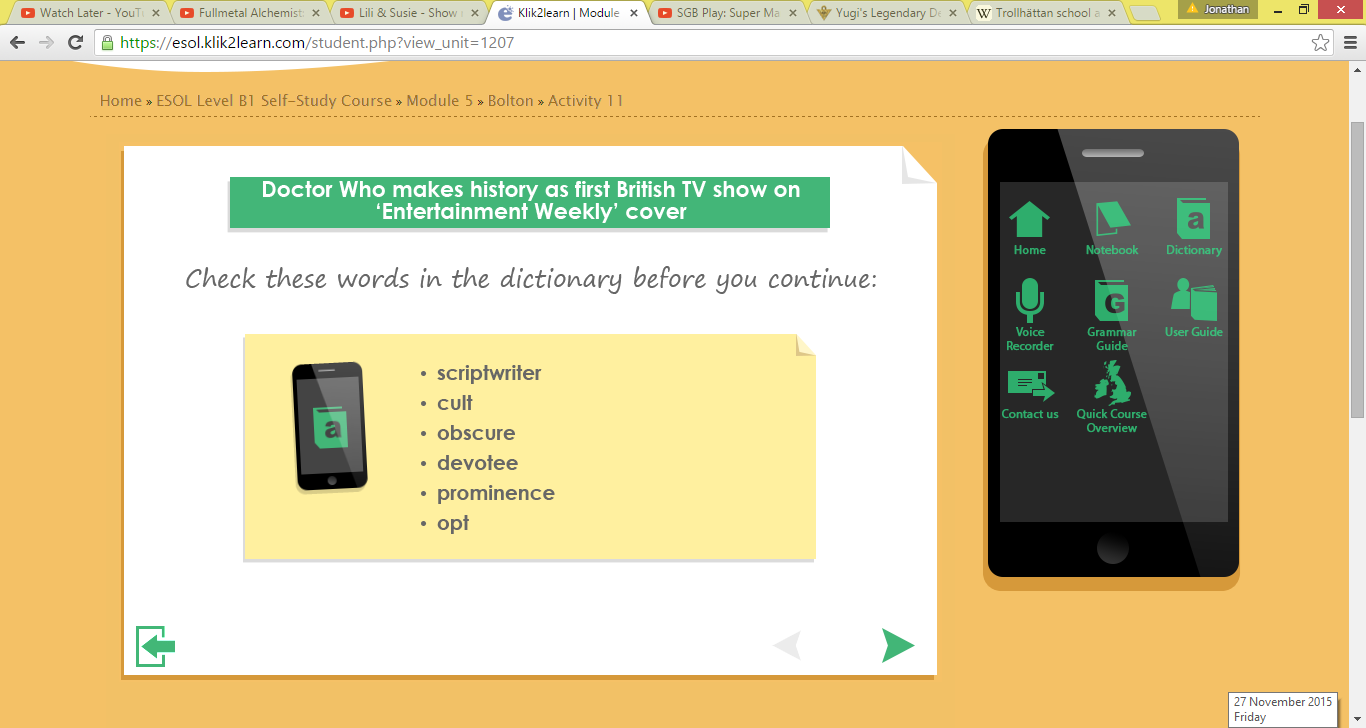 Watch Later - YouTu
Fullmetal Alchemist:
Lili & Susie - Show
Klik2learn | Module
SGB Play: Super Ma
Yugi's Legendary De
Trollhättan school a
Jonathan
https://esol.klik2learn.com/student.php?view_unit=1207
Home » ESOL Level B1 Self-Study Course » Module 5 » Bolton » Activity 11
Doctor Who makes history as first British TV show on
‘Entertainment Weekly’ cover
Check these words in the dictionary before you continue:
a
• scriptwriter
• cult
• obscure
• devotee
• prominence
• opt
a
Home
Notebook
Dictionary
G
Voice
Recorder
Grammar
Guide
User Guide
Contact us
Quick Course
Overview
27 November 2015
Friday